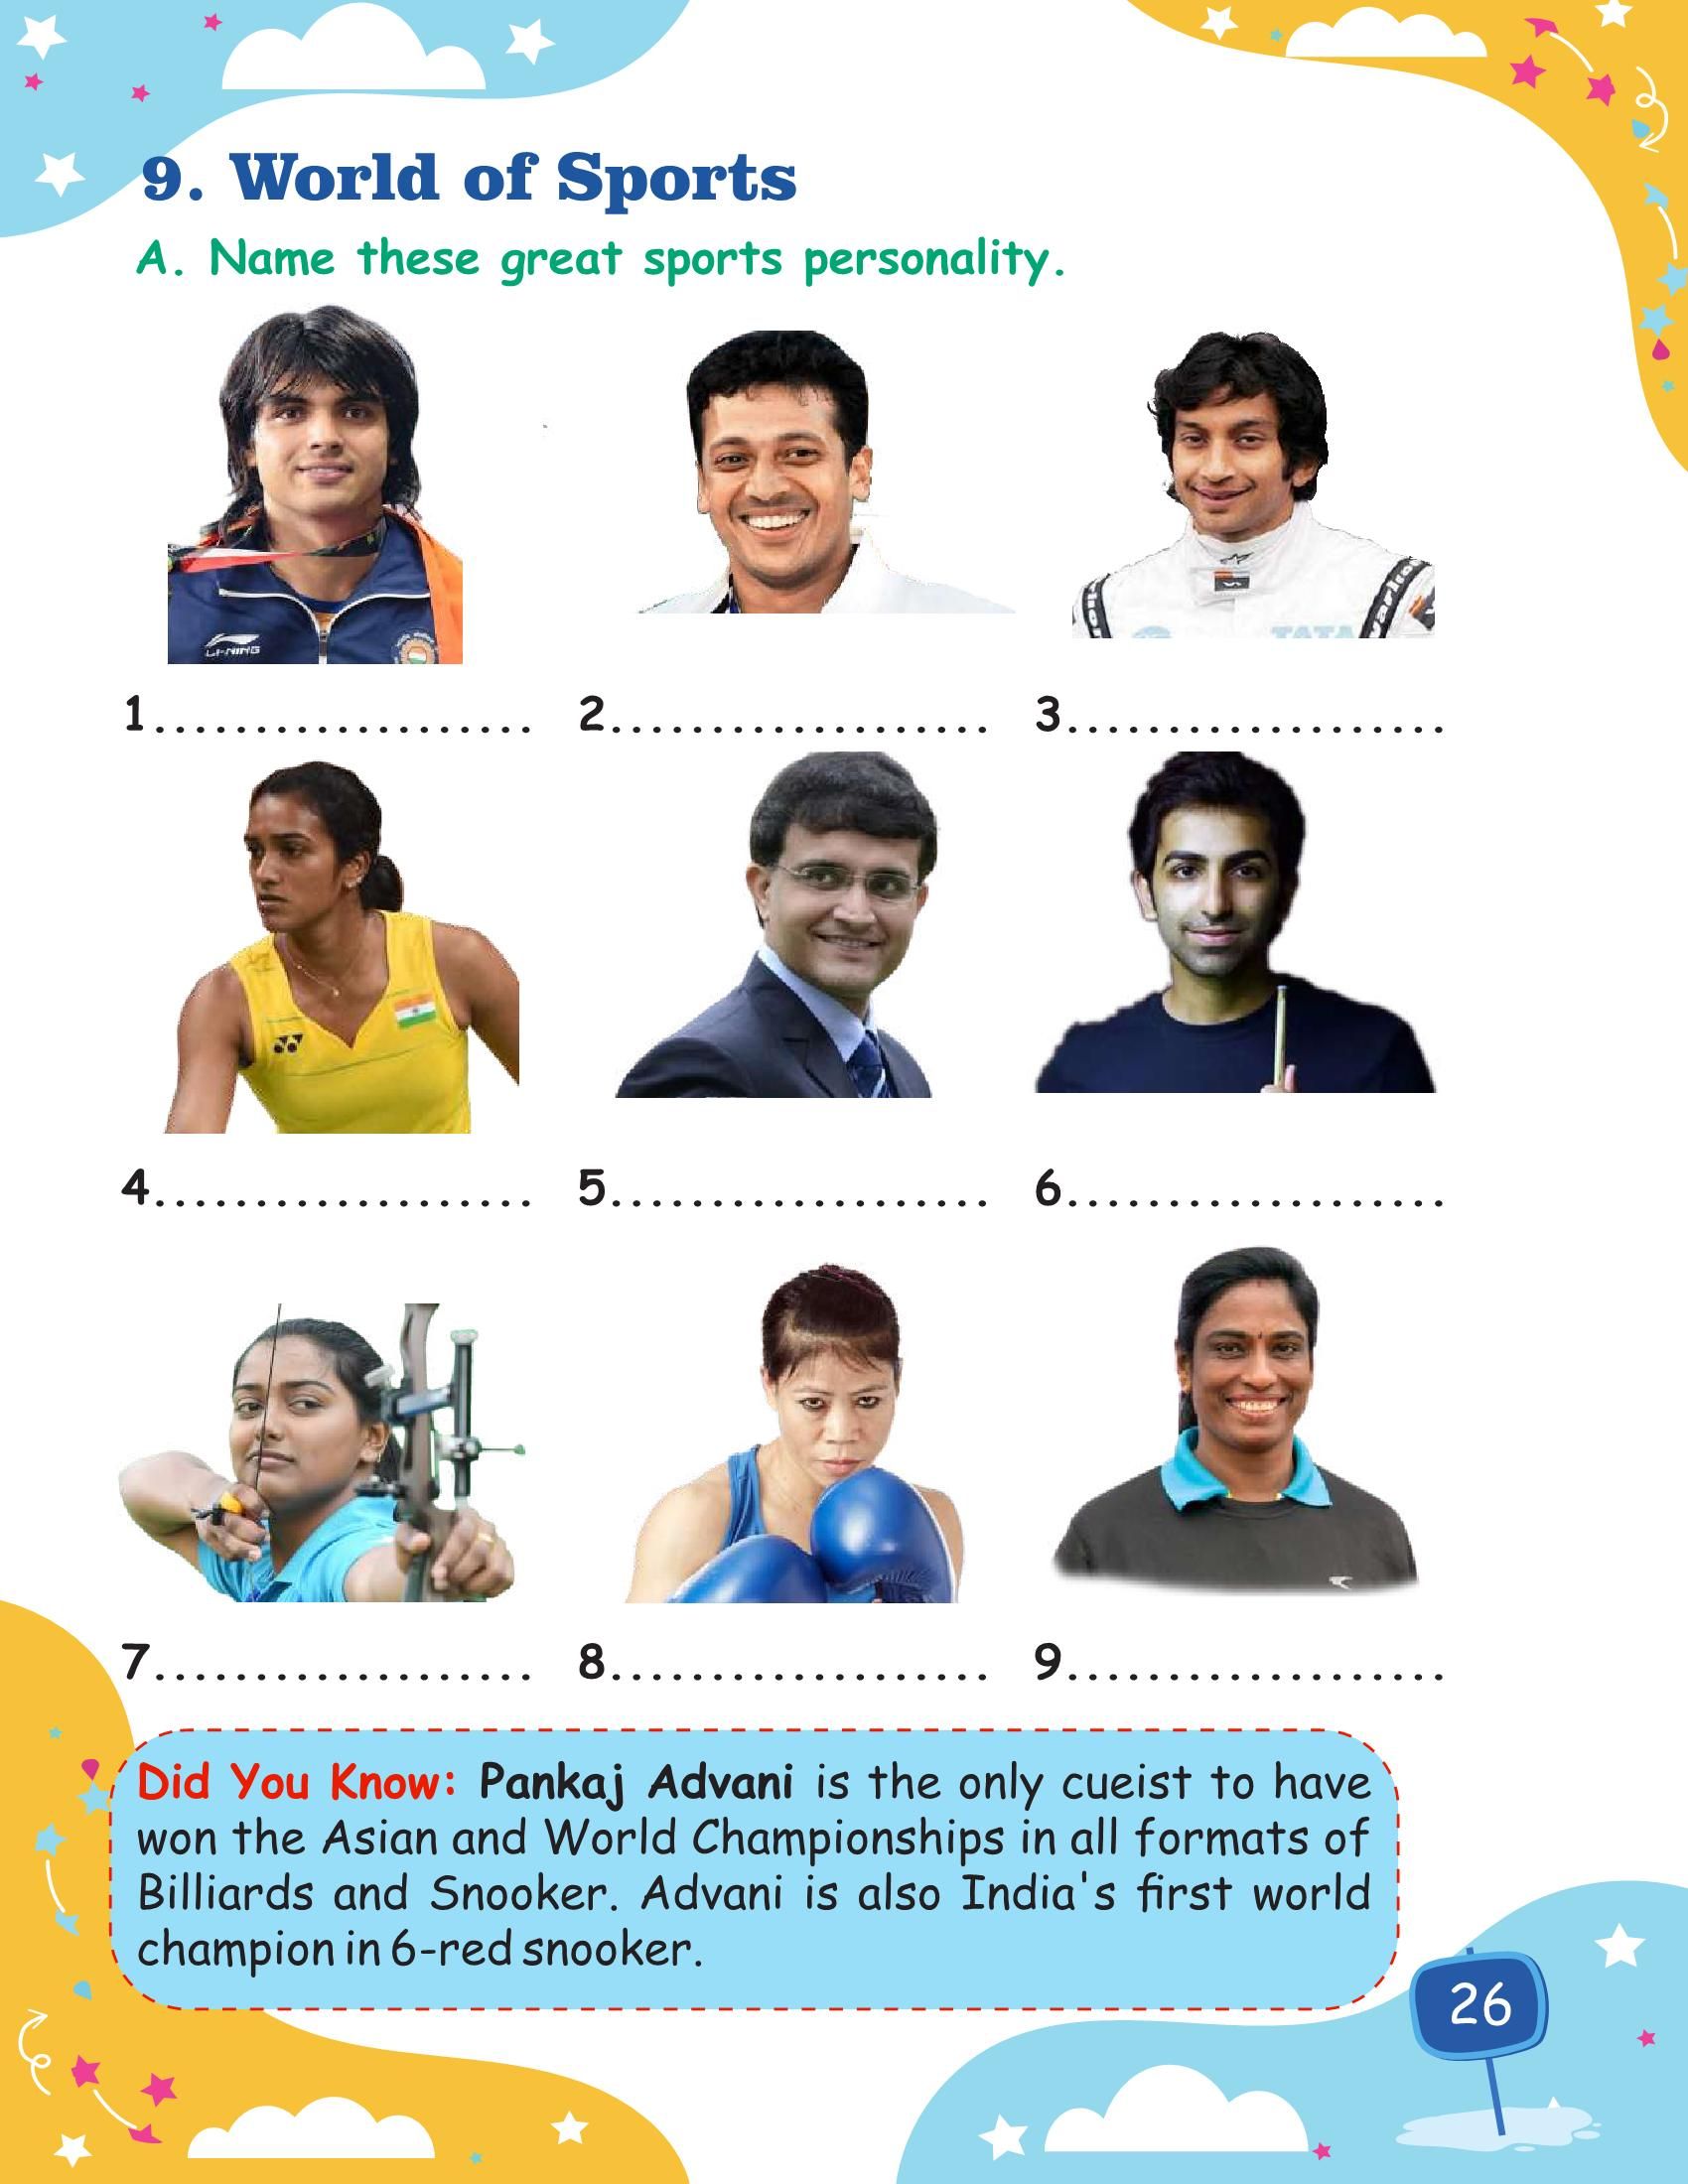 9. World of Sports
A. Name these great sports personality.
LI-NING
TATA
1................... 2................... 3...................
4................... 5................... 6...................
7................... 8................... 9...................
Did You Know: Pankaj Advani is the only cueist to have
won the Asian and World Championships in all formats of
Billiards and Snooker. Advani is also India's first world
champion in 6-red snooker.
26